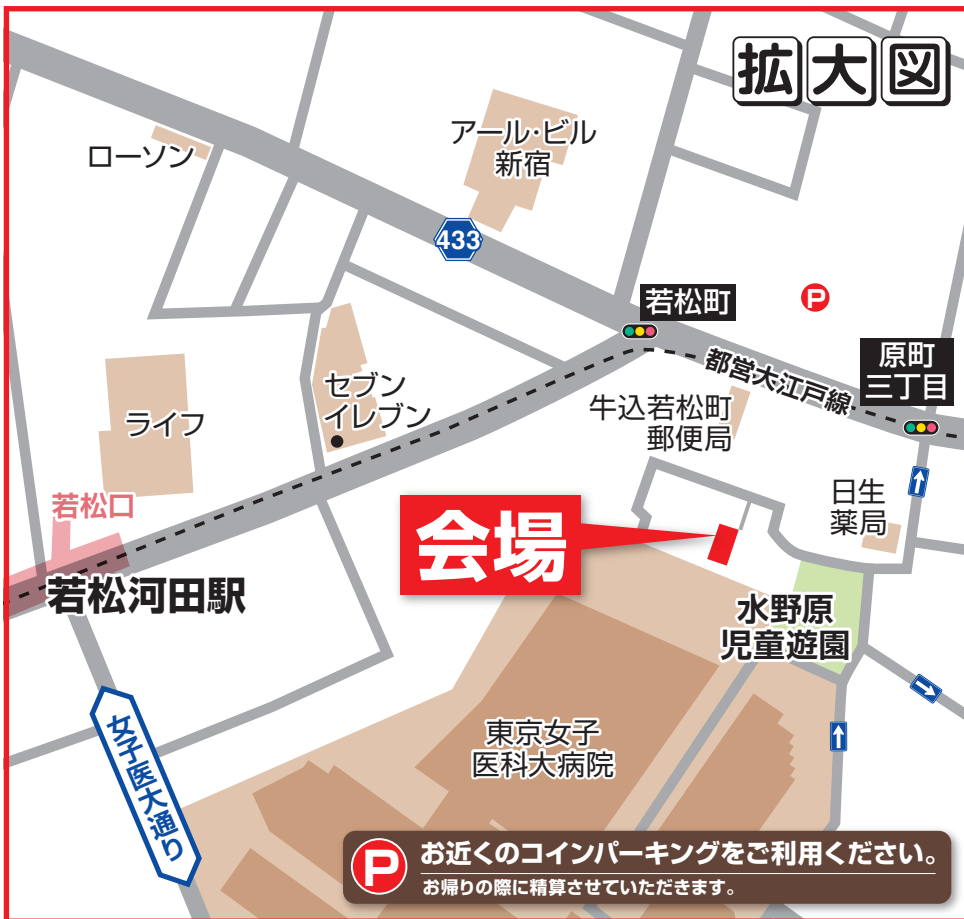 拡大図
ローソン
アール・ビル
新宿
433
若松町
P
原町
三丁目
都営大江戸線
セブン
イレブン
ライフ
牛込若松町
郵便局
日生
薬局
若松口
会場
若松河田駅
水野原
児童遊園
女子医大通り
東京女子
医科大病院
P
お近くのコインパーキングをご利用ください。
お帰りの際に精算させていただきます。